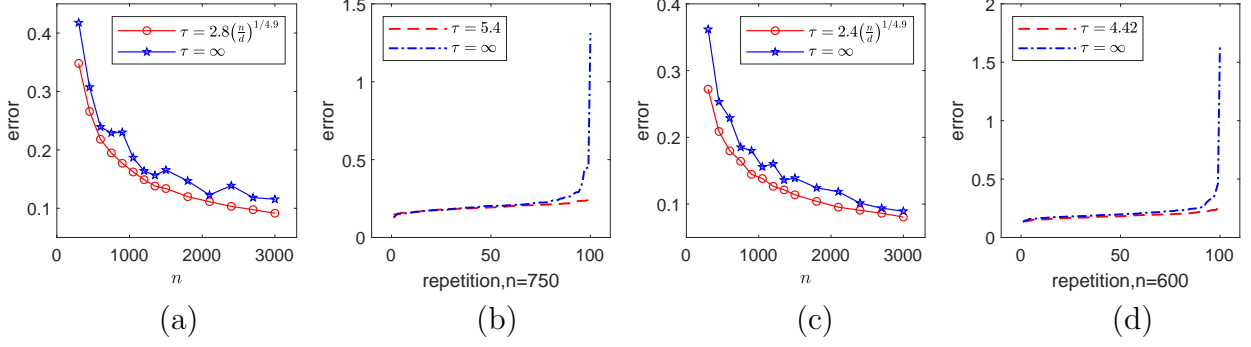 0.4
0.3
0.2
0.1
error
0
1000
2000
3000
n
τ = 2.8(n/d)^{1/4.9}
τ = ∞
(a)
1.5
1
0.5
0
error
0
50
100
repetition,n=750
τ = 5.4
τ = ∞
(b)
0.4
0.3
0.2
0.1
error
0
1000
2000
3000
n
τ = 2.4(n/d)^{1/4.9}
τ = ∞
(c)
2
1.5
1
0.5
0
error
0
50
100
repetition,n=600
τ = 4.42
τ = ∞
(d)